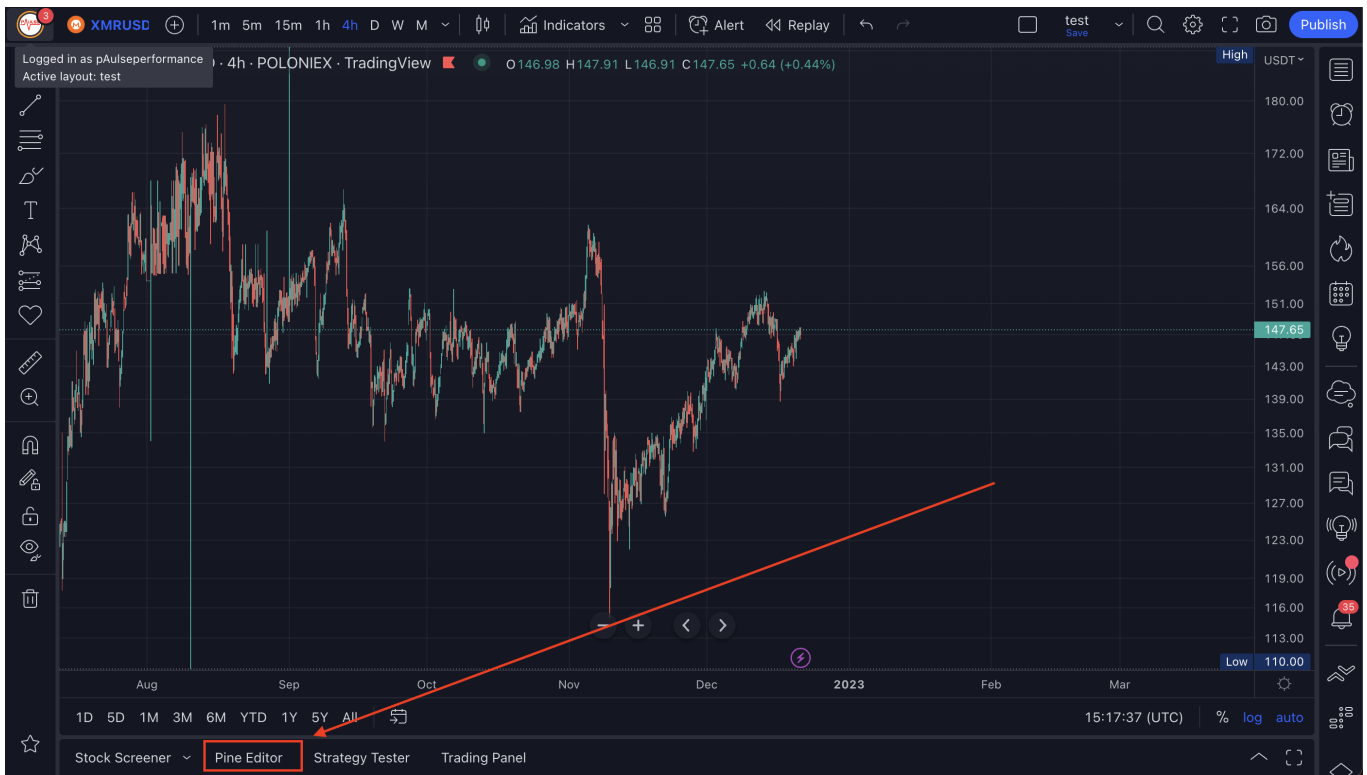 3
XMRUSD
1m 5m 15m 1h 4h D W M
Indicators
Alert
Replay
test
Save
Publish
Logged in as pAulseperformance
Active layout: test
· 4h · POLONIEX · TradingView
O146.98 H147.91 L146.91 C147.65 +0.64 (+0.44%)
High
USDT
180.00
172.00
164.00
156.00
151.00
147.65
143.00
139.00
135.00
131.00
127.00
123.00
119.00
116.00
113.00
Low 110.00
35
Aug Sep Oct Nov Dec 2023 Feb Mar
1D 5D 1M 3M 6M YTD 1Y 5Y All
15:17:37 (UTC) % log auto
Stock Screener Pine Editor Strategy Tester Trading Panel